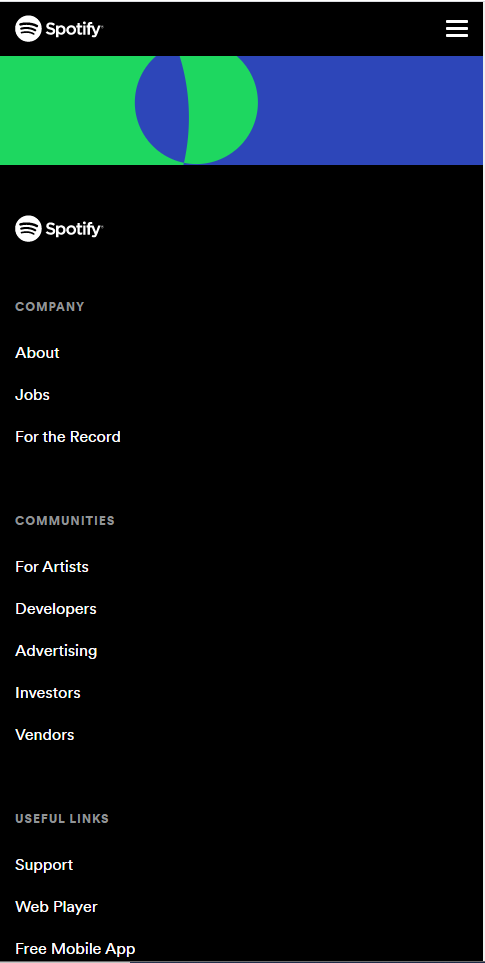 Spotify
Spotify
COMPANY
About
Jobs
For the Record
COMMUNITIES
For Artists
Developers
Advertising
Investors
Vendors
USEFUL LINKS
Support
Web Player
Free Mobile App